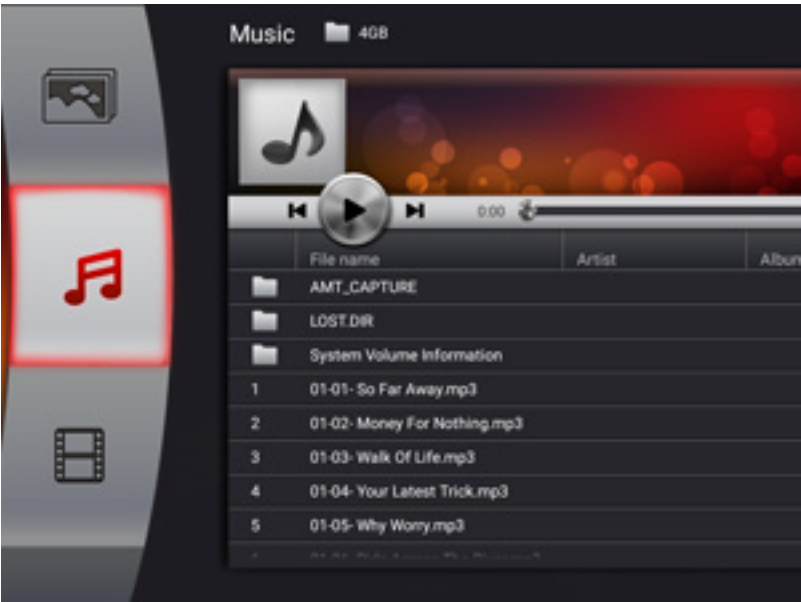 Music 4GB
0:00
File name Artist Album
AMT_CAPTURE
LOST.DIR
System Volume Information
1 01-01- So Far Away.mp3
2 01-02- Money For Nothing.mp3
3 01-03- Walk Of Life.mp3
4 01-04- Your Latest Trick.mp3
5 01-05- Why Worry.mp3